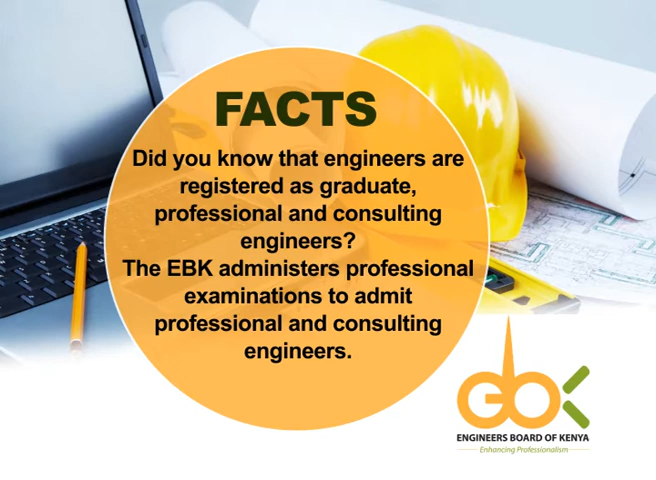 FACTS
Did you know that engineers are
registered as graduate,
professional and consulting
engineers?
The EBK administers professional
examinations to admit
professional and consulting
engineers.
ebk
ENGINEERS BOARD OF KENYA
Enhancing Professionalism